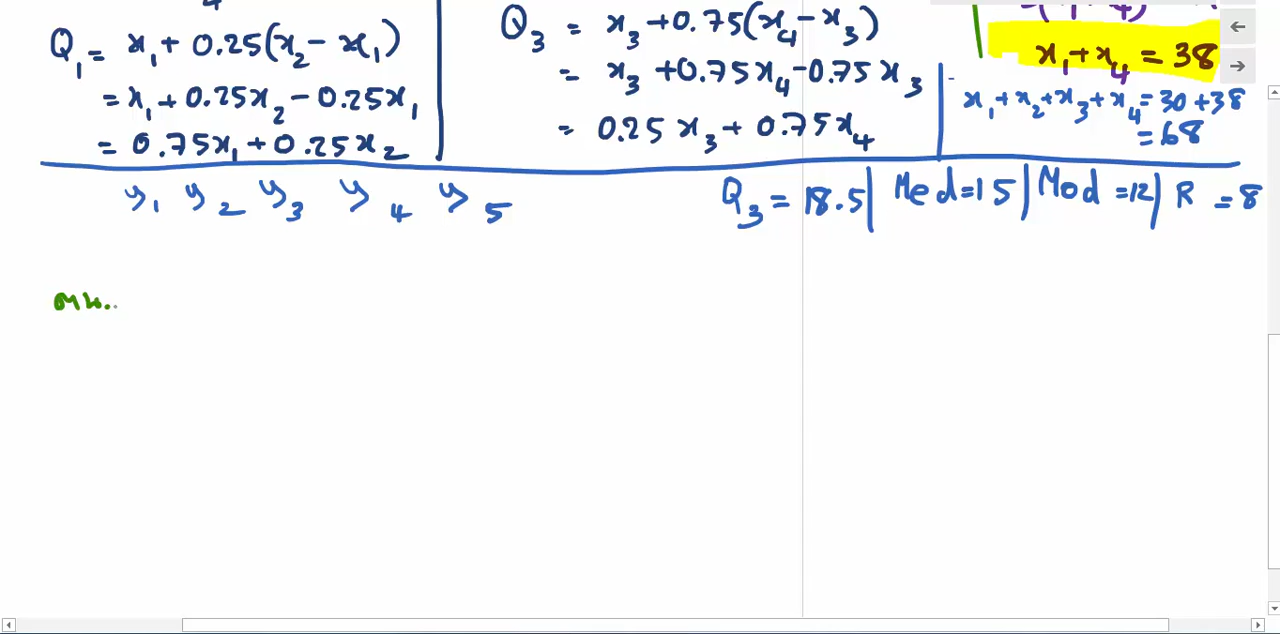 Q₁ = x₁ + 0.25(x₂ - x₁)
= x₁ + 0.25x₂ - 0.25x₁
= 0.75x₁ + 0.25x₂
Q₃ = x₃ + 0.75(x₄ - x₃)
= x₃ + 0.75x₄ - 0.75x₃
= 0.25x₃ + 0.75x₄
x₁ + x₄ = 38
x₁ + x₂ + x₃ + x₄ = 30 + 38
= 68
y₁ y₂ y₃ y₄ y₅
Q₃ = 18.5 | Med = 15 | Mod = 12 | R = 8